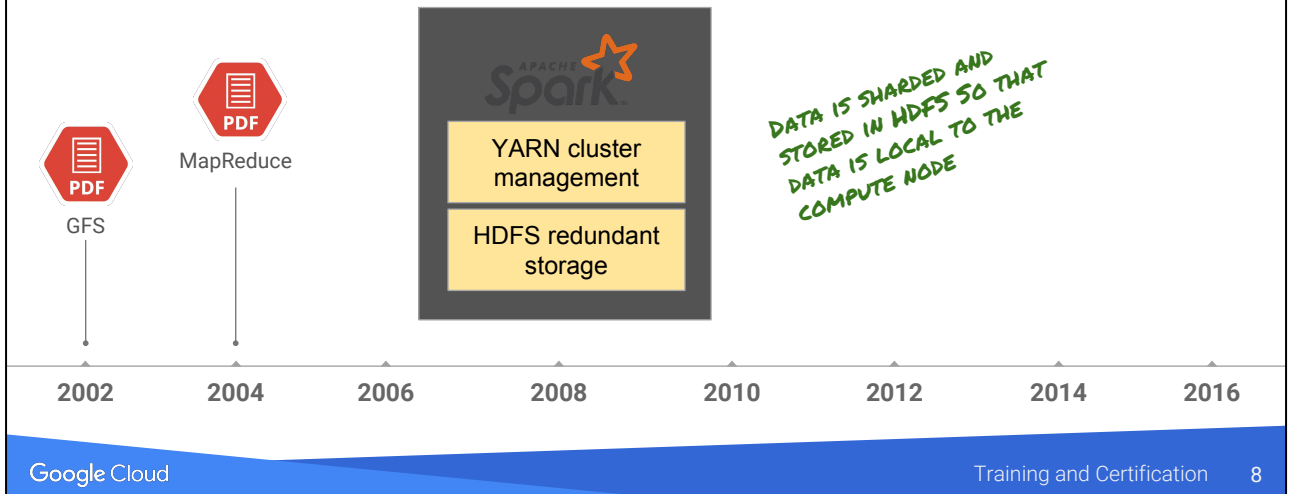 PDF
GFS
PDF
MapReduce
APACHE
Spark™
YARN cluster
management
HDFS redundant
storage
DATA IS SHARDED AND
STORED IN HDFS SO THAT
DATA IS LOCAL TO THE
COMPUTE NODE
2002
2004
2006
2008
2010
2012
2014
2016
Google Cloud
Training and Certification
8